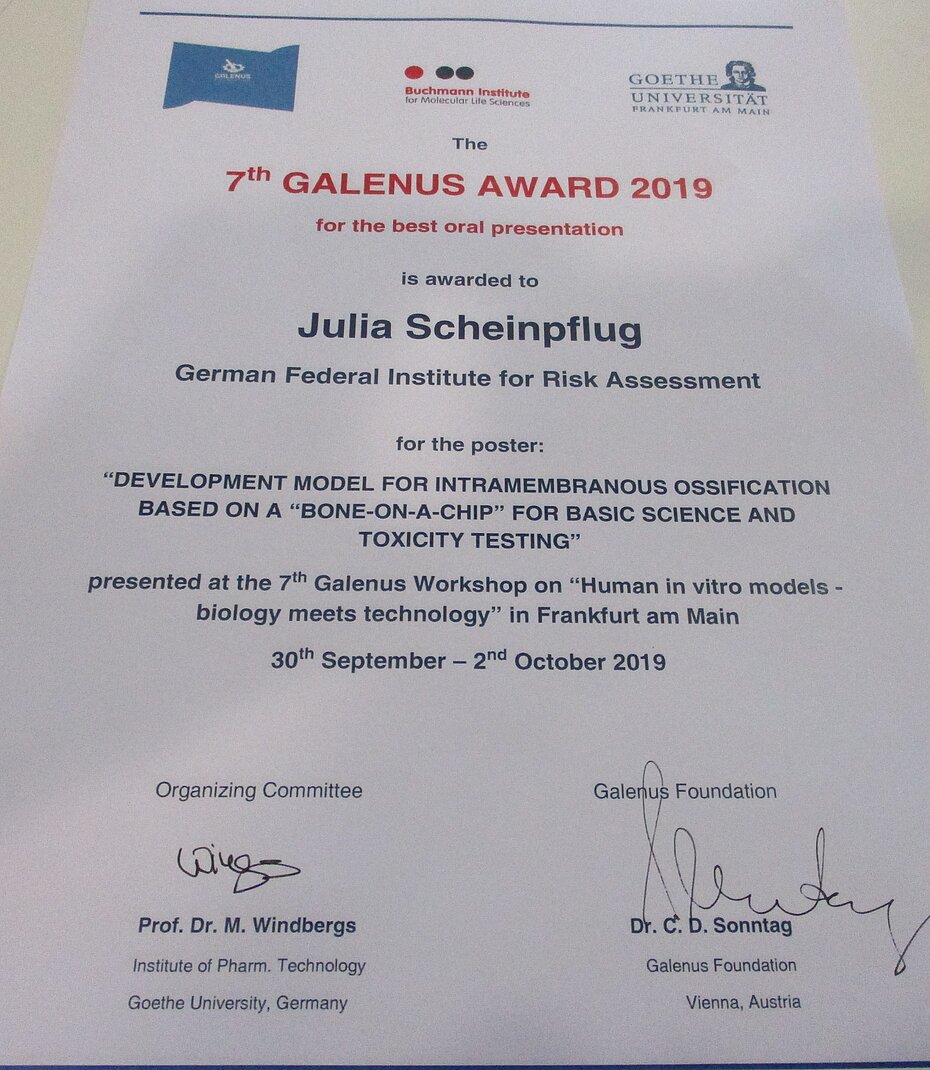 GALENUS
Buchmann Institute
for Molecular Life Sciences
GOETHE
UNIVERSITÄT
FRANKFURT AM MAIN
The
7th GALENUS AWARD 2019
for the best oral presentation
is awarded to
Julia Scheinpflug
German Federal Institute for Risk Assessment
for the poster:
“DEVELOPMENT MODEL FOR INTRAMEMBRANOUS OSSIFICATION
BASED ON A “BONE-ON-A-CHIP” FOR BASIC SCIENCE AND
TOXICITY TESTING”
presented at the 7th Galenus Workshop on “Human in vitro models -
biology meets technology” in Frankfurt am Main
30th September – 2nd October 2019
Organizing Committee
Prof. Dr. M. Windbergs
Institute of Pharm. Technology
Goethe University, Germany
Galenus Foundation
Dr. C. D. Sonntag
Galenus Foundation
Vienna, Austria